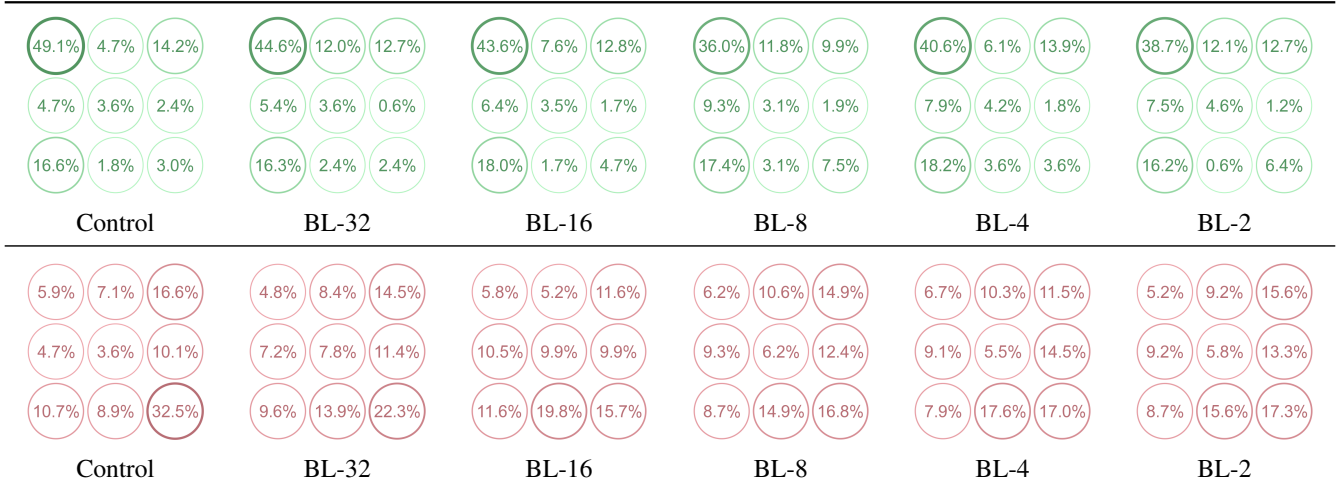 49.1% 4.7% 14.2% 44.6% 12.0% 12.7% 43.6% 7.6% 12.8% 36.0% 11.8% 9.9% 40.6% 6.1% 13.9% 38.7% 12.1% 12.7%
4.7% 3.6% 2.4% 5.4% 3.6% 0.6% 6.4% 3.5% 1.7% 9.3% 3.1% 1.9% 7.9% 4.2% 1.8% 7.5% 4.6% 1.2%
16.6% 1.8% 3.0% 16.3% 2.4% 2.4% 18.0% 1.7% 4.7% 17.4% 3.1% 7.5% 18.2% 3.6% 3.6% 16.2% 0.6% 6.4%
Control BL-32 BL-16 BL-8 BL-4 BL-2
5.9% 7.1% 16.6% 4.8% 8.4% 14.5% 5.8% 5.2% 11.6% 6.2% 10.6% 14.9% 6.7% 10.3% 11.5% 5.2% 9.2% 15.6%
4.7% 3.6% 10.1% 7.2% 7.8% 11.4% 10.5% 9.9% 9.9% 9.3% 6.2% 12.4% 9.1% 5.5% 14.5% 9.2% 5.8% 13.3%
10.7% 8.9% 32.5% 9.6% 13.9% 22.3% 11.6% 19.8% 15.7% 8.7% 14.9% 16.8% 7.9% 17.6% 17.0% 8.7% 15.6% 17.3%
Control BL-32 BL-16 BL-8 BL-4 BL-2